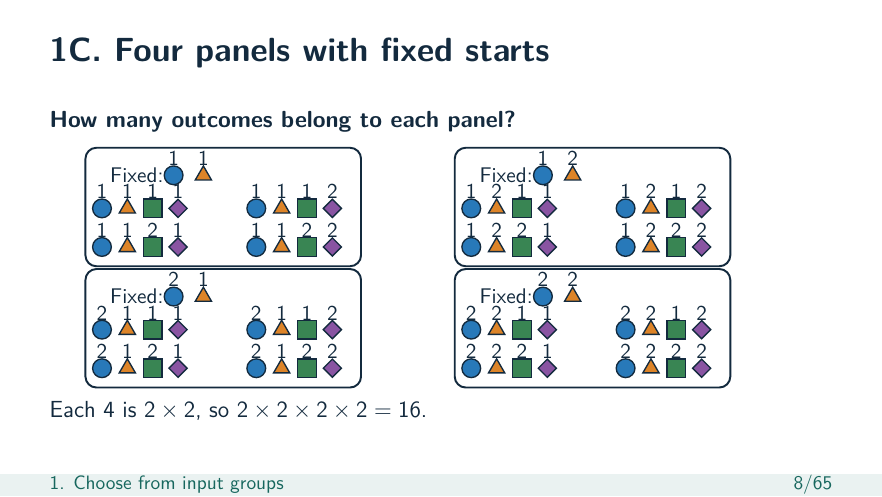 1C. Four panels with fixed starts
How many outcomes belong to each panel?
1 1
Fixed:
1 1 1 1 1 1 1 2
1 1 2 1 1 1 2 2
1 2
Fixed:
1 2 1 1 1 2 1 2
1 2 2 1 1 2 2 2
2 1
Fixed:
2 1 1 1 2 1 1 2
2 1 2 1 2 1 2 2
2 2
Fixed:
2 2 1 1 2 2 1 2
2 2 2 1 2 2 2 2
Each 4 is 2 × 2, so 2 × 2 × 2 × 2 = 16.
1. Choose from input groups 8/65